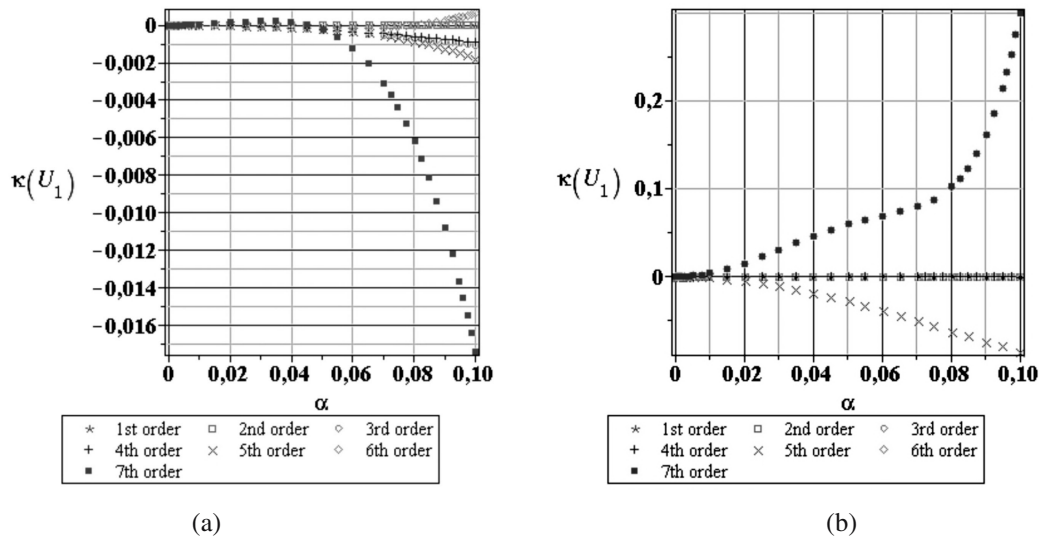 0
−0,002
−0,004
−0,006
−0,008
κ(U1)
−0,010
−0,012
−0,014
−0,016
0 0,02 0,04 0,06 0,08 0,10
α
1st order 2nd order 3rd order
4th order 5th order 6th order
7th order
(a)
0,2
κ(U1)
0,1
0
0 0,02 0,04 0,06 0,08 0,10
α
1st order 2nd order 3rd order
4th order 5th order 6th order
7th order
(b)